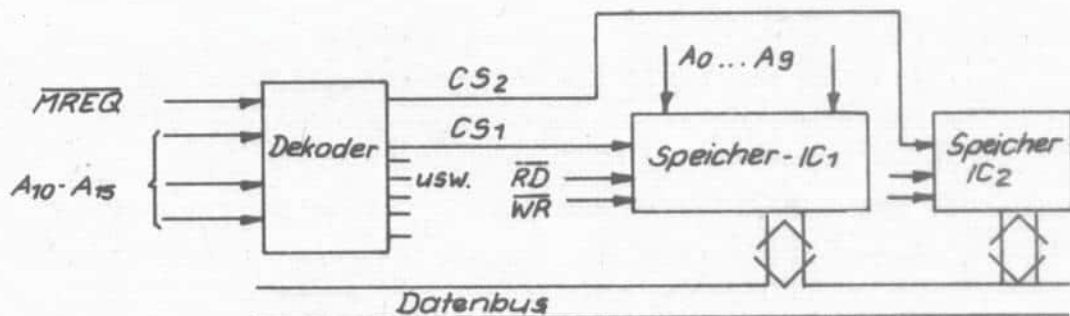 CS2
A0 ... A9
MREQ
CS1
Dekoder
Speicher-IC1
Speicher
IC2
usw.
RD
A10-A15
WR
Datenbus